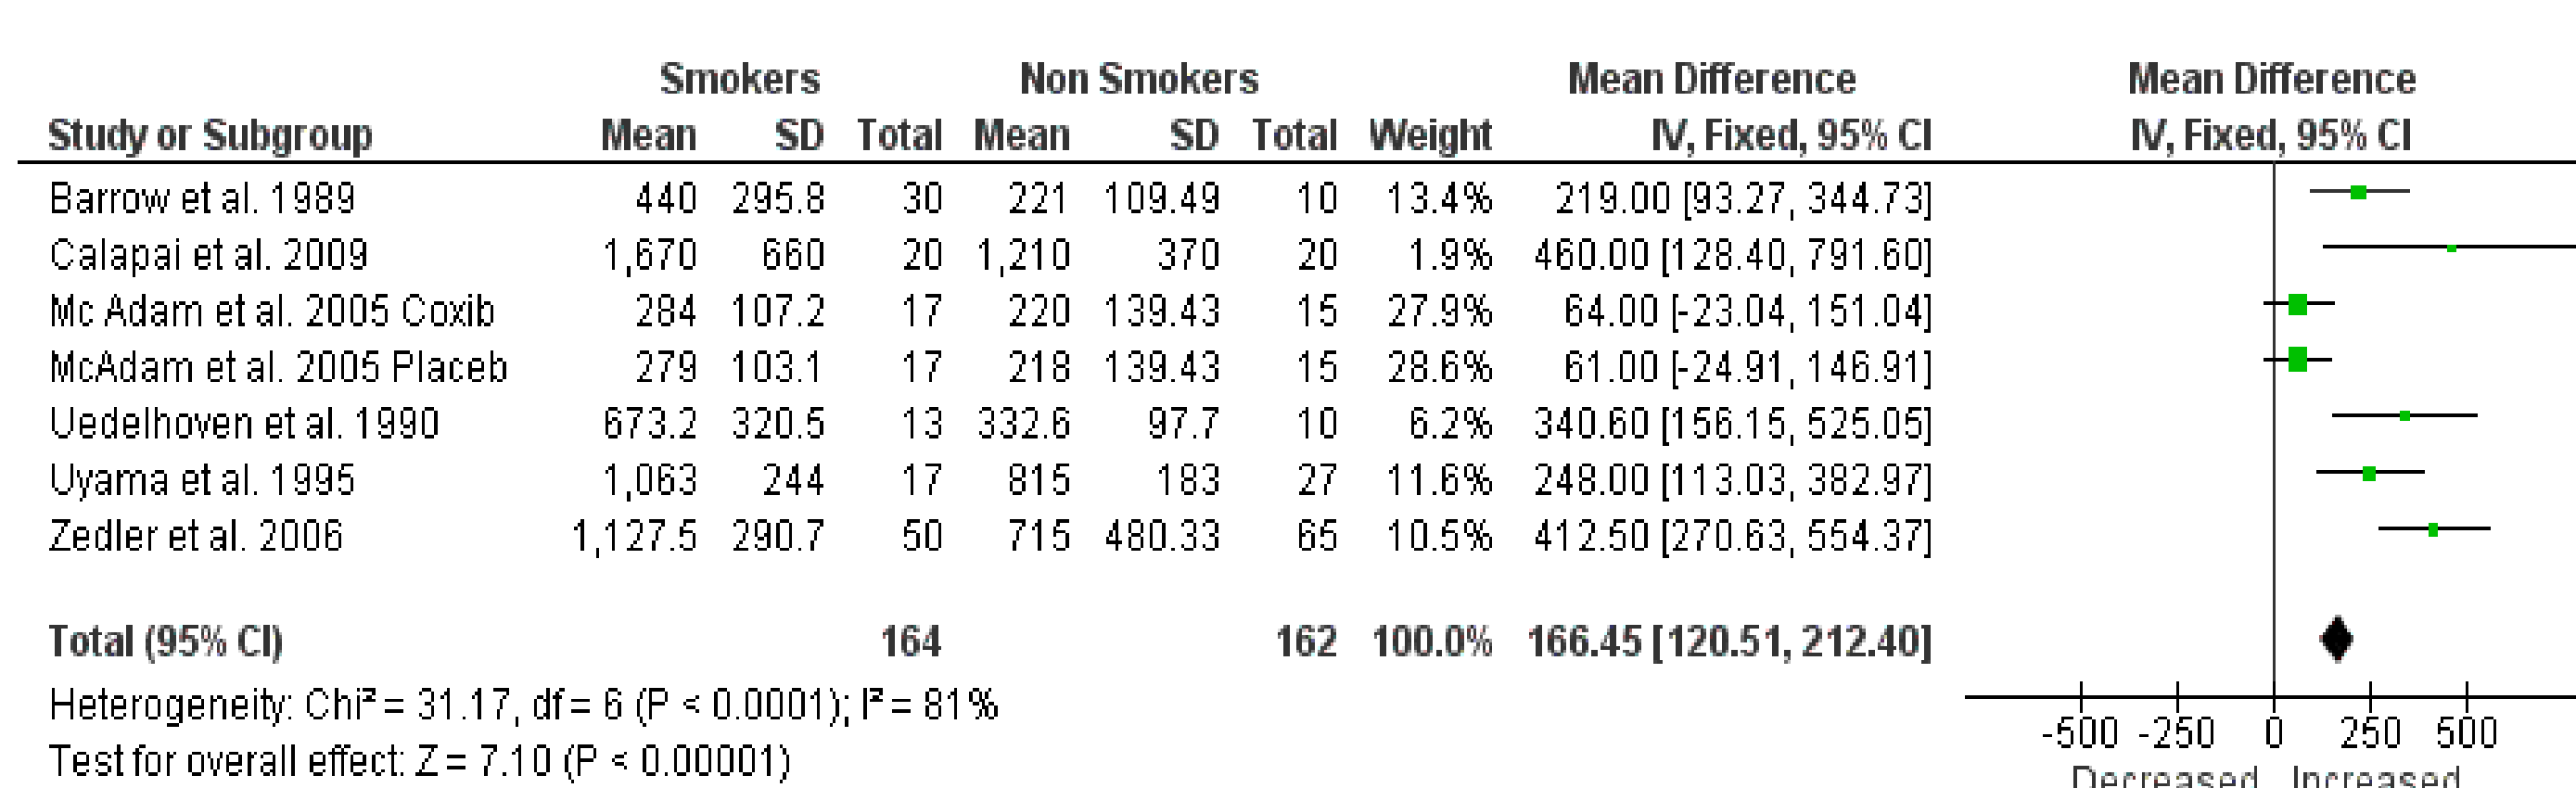 Smokers Non Smokers Mean Difference Mean Difference
Study or Subgroup Mean SD Total Mean SD Total Weight IV, Fixed, 95% CI IV, Fixed, 95% CI
Barrow et al. 1989 440 295.8 30 221 109.49 10 13.4% 219.00 [93.27, 344.73]
Calapai et al. 2009 1,670 660 20 1,210 370 20 1.9% 460.00 [128.40, 791.60]
Mc Adam et al. 2005 Coxib 284 107.2 17 220 139.43 15 27.9% 64.00 [-23.04, 151.04]
McAdam et al. 2005 Placeb 279 103.1 17 218 139.43 15 28.6% 61.00 [-24.91, 146.91]
Uedelhoven et al. 1990 673.2 320.5 13 332.6 97.7 10 6.2% 340.60 [156.15, 525.05]
Uyama et al. 1995 1,063 244 17 815 183 27 11.6% 248.00 [113.03, 382.97]
Zedler et al. 2006 1,127.5 290.7 50 715 480.33 65 10.5% 412.50 [270.63, 554.37]
Total (95% CI) 164 162 100.0% 166.45 [120.51, 212.40]
Heterogeneity: Chi² = 31.17, df = 6 (P < 0.0001); I² = 81%
Test for overall effect: Z = 7.10 (P < 0.00001)
-500 -250 0 250 500
Decreased Increased